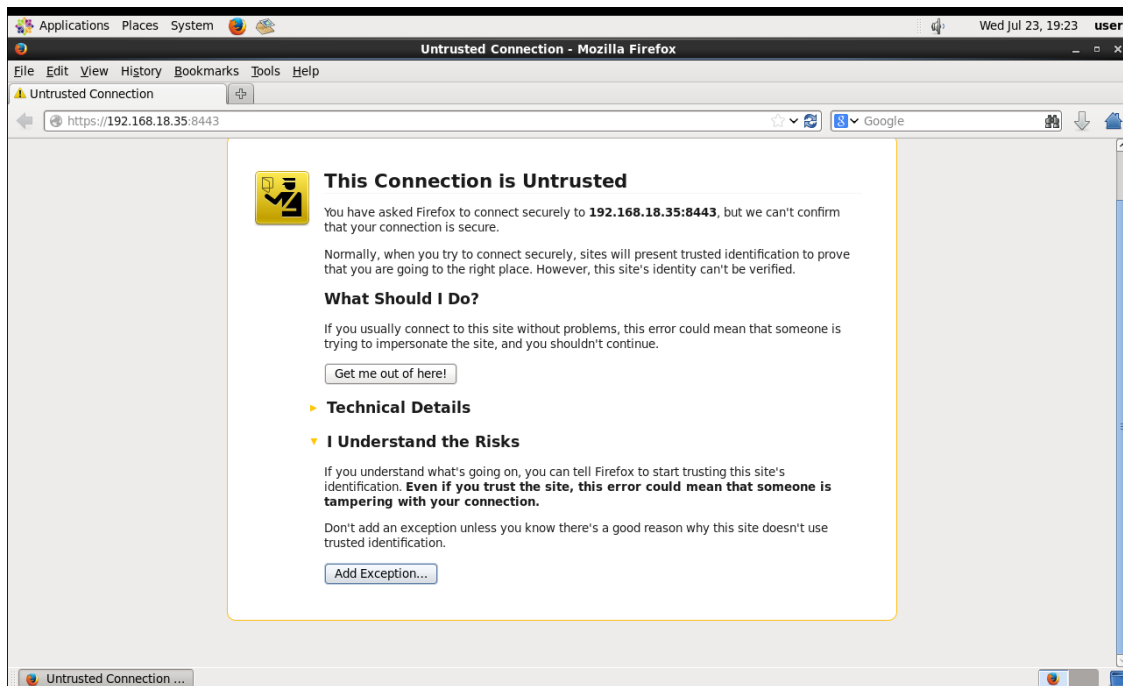 Applications Places System Wed Jul 23, 19:23 user
Untrusted Connection - Mozilla Firefox
File Edit View History Bookmarks Tools Help
Untrusted Connection
https://192.168.18.35:8443 Google
This Connection is Untrusted
You have asked Firefox to connect securely to 192.168.18.35:8443, but we can't confirm
that your connection is secure.
Normally, when you try to connect securely, sites will present trusted identification to prove
that you are going to the right place. However, this site's identity can't be verified.
What Should I Do?
If you usually connect to this site without problems, this error could mean that someone is
trying to impersonate the site, and you shouldn't continue.
Get me out of here!
Technical Details
I Understand the Risks
If you understand what's going on, you can tell Firefox to start trusting this site's
identification. Even if you trust the site, this error could mean that someone is
tampering with your connection.
Don't add an exception unless you know there's a good reason why this site doesn't use
trusted identification.
Add Exception...
Untrusted Connection ...